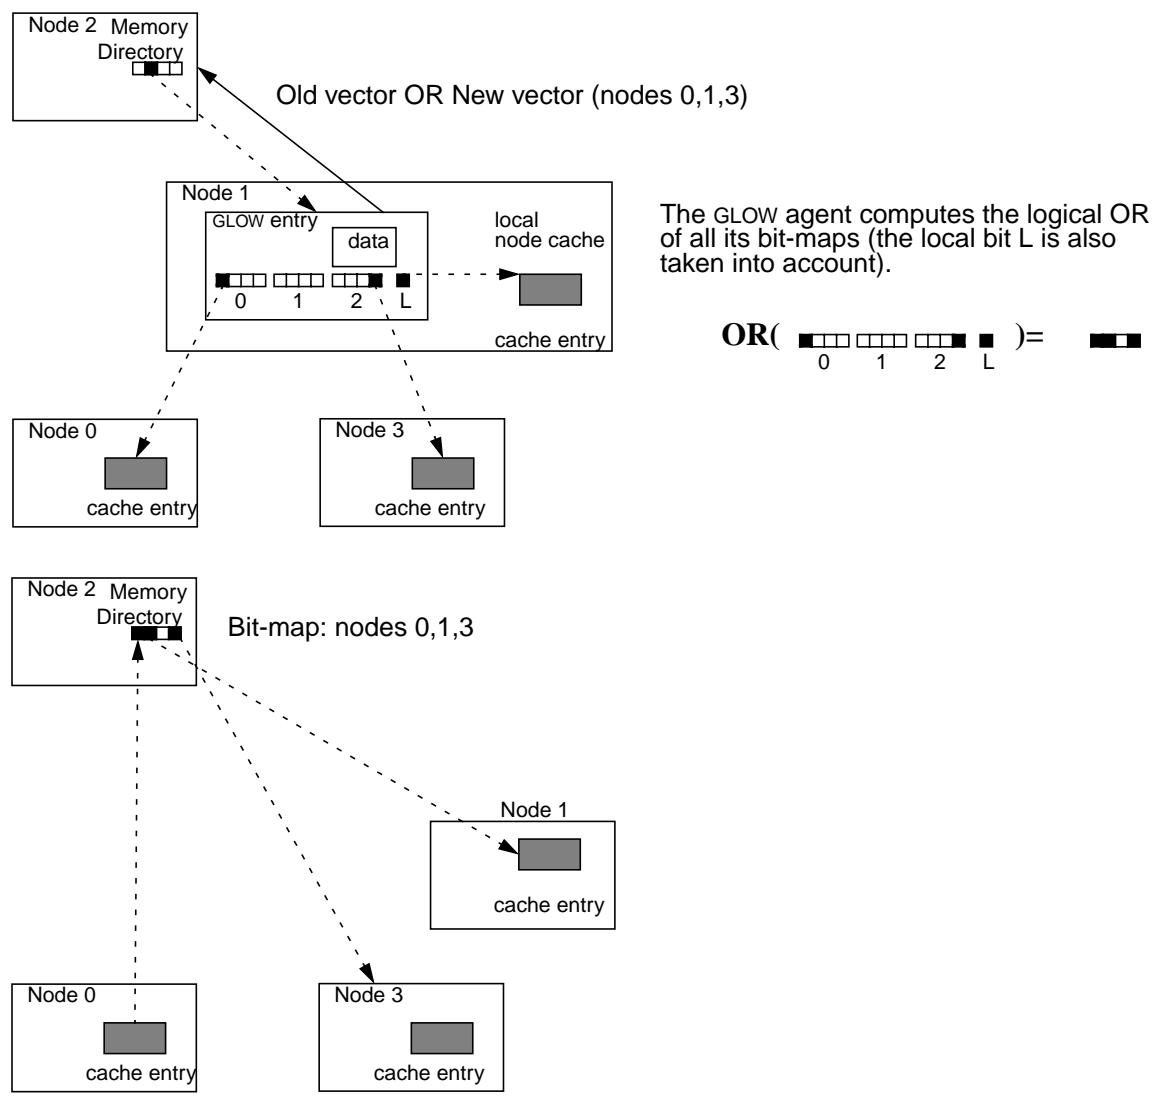 Node 2 Memory
Directory
Old vector OR New vector (nodes 0,1,3)
Node 1
GLOW entry
data
local
node cache
0 1 2 L
cache entry
The GLOW agent computes the logical OR
of all its bit-maps (the local bit L is also
taken into account).
OR( )=
0 1 2 L
Node 0
cache entry
Node 3
cache entry
Node 2 Memory
Directory
Bit-map: nodes 0,1,3
Node 1
cache entry
Node 0
cache entry
Node 3
cache entry